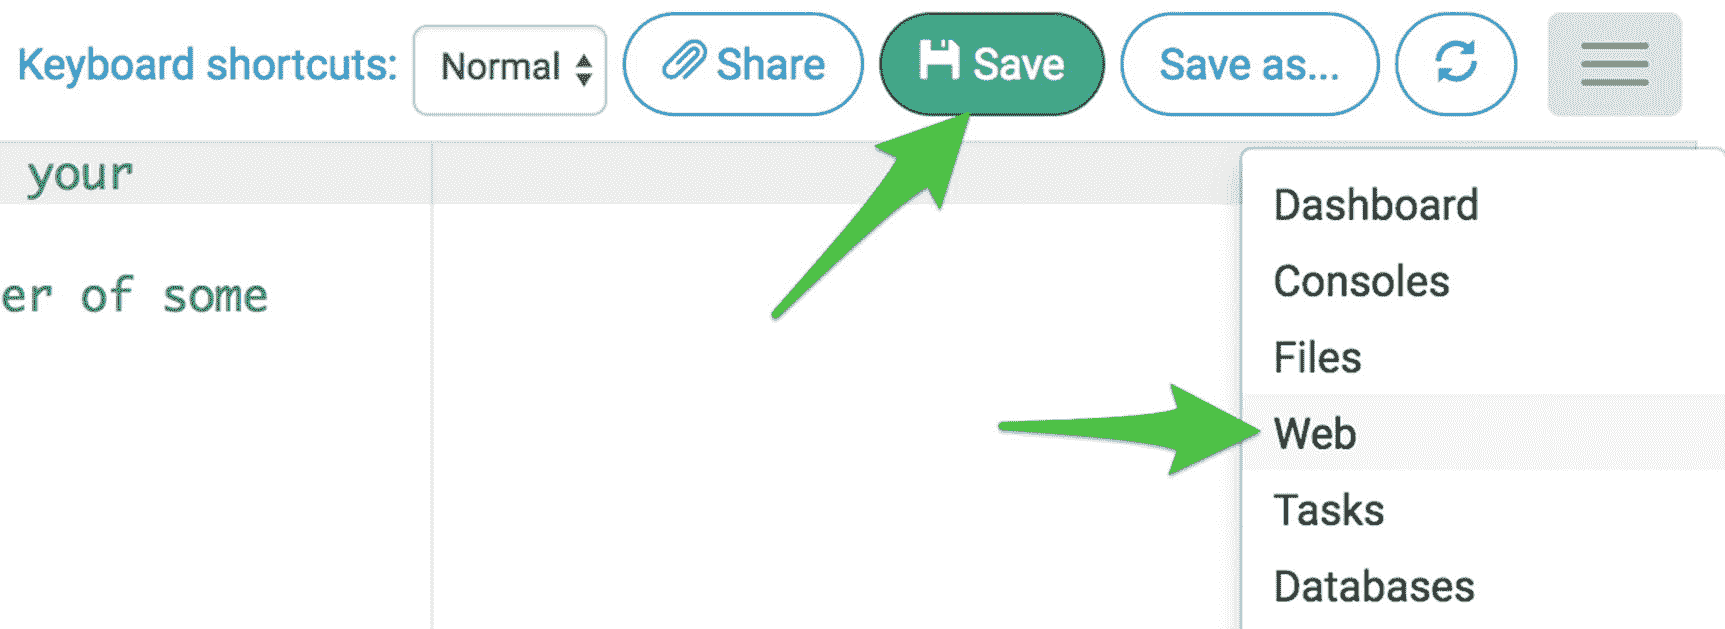 Keyboard shortcuts: Normal Share Save Save as...
your
er of some
Dashboard
Consoles
Files
Web
Tasks
Databases